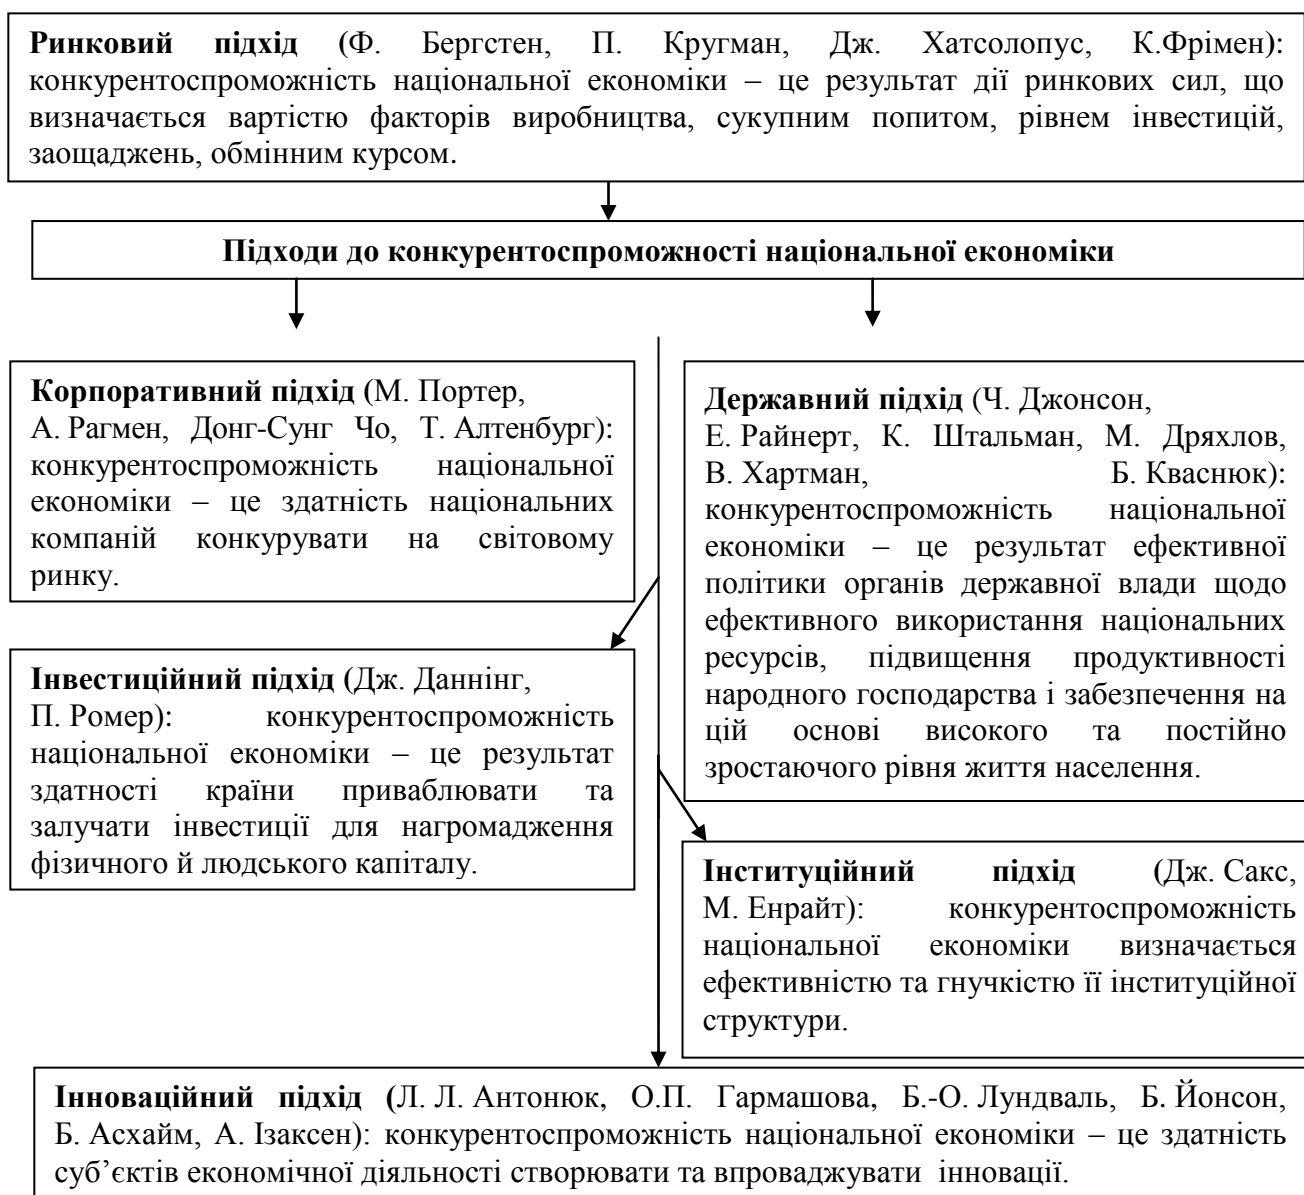 Ринковий підхід (Ф. Бергстен, П. Кругман, Дж. Хатсолопус, К.Фрімен):
конкурентоспроможність національної економіки – це результат дії ринкових сил, що
визначається вартістю факторів виробництва, сукупним попитом, рівнем інвестицій,
заощаджень, обмінним курсом.
Підходи до конкурентоспроможності національної економіки
Корпоративний підхід (М. Портер,
А. Рагмен, Донг-Сунг Чо, Т. Алтенбург):
конкурентоспроможність національної
економіки – це здатність національних
компаній конкурувати на світовому
ринку.
Державний підхід (Ч. Джонсон,
Е. Райнерт, К. Штальман, М. Дряхлов,
В. Хартман, Б. Кваснюк):
конкурентоспроможність національної
економіки – це результат ефективної
політики органів державної влади щодо
ефективного використання національних
ресурсів, підвищення продуктивності
народного господарства і забезпечення на
цій основі високого та постійно
зростаючого рівня життя населення.
Інвестиційний підхід (Дж. Даннінг,
П. Ромер): конкурентоспроможність
національної економіки – це результат
здатності країни приваблювати та
залучати інвестиції для нагромадження
фізичного й людського капіталу.
Інституційний підхід (Дж. Сакс,
М. Енрайт): конкурентоспроможність
національної економіки визначається
ефективністю та гнучкістю її інституційної
структури.
Інноваційний підхід (Л. Л. Антонюк, О.П. Гармашова, Б.-О. Лундваль, Б. Йонсон,
Б. Асхайм, А. Ізаксен): конкурентоспроможність національної економіки – це здатність
суб’єктів економічної діяльності створювати та впроваджувати інновації.